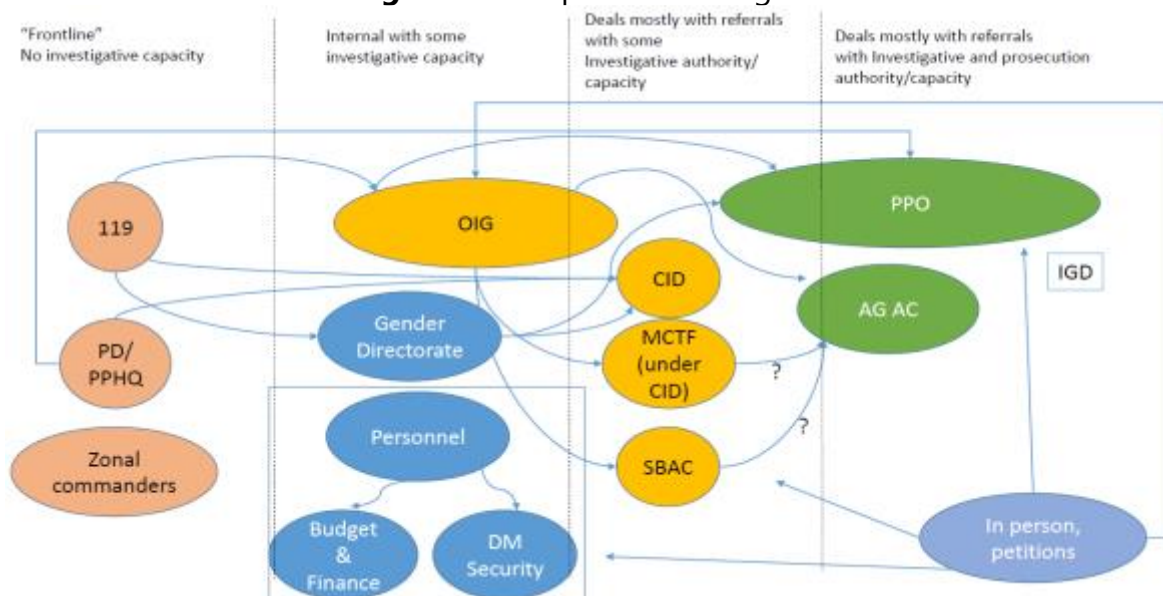 "Frontline"
No investigative capacity
Internal with some
investigative capacity
Deals mostly with referrals
with some
Investigative authority/
capacity
Deals mostly with referrals
with Investigative and prosecution
authority/capacity
119
OIG
PPO
IGD
CID
AG AC
Gender
Directorate
MCTF
(under
CID)
?
PD/
PPHQ
Personnel
?
Zonal
commanders
SBAC
Budget
&
Finance
DM
Security
In person,
petitions